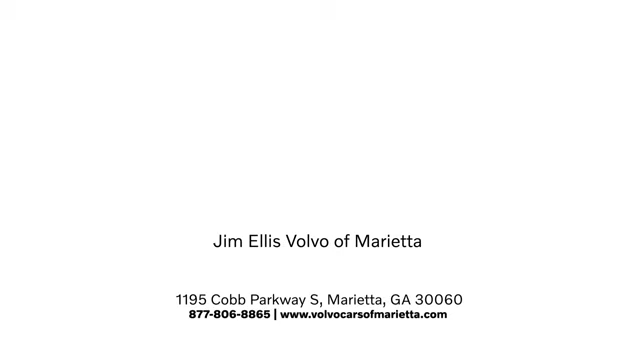 Jim Ellis Volvo of Marietta
1195 Cobb Parkway S, Marietta, GA 30060
877-806-8865 | www.volvocarsofmarietta.com